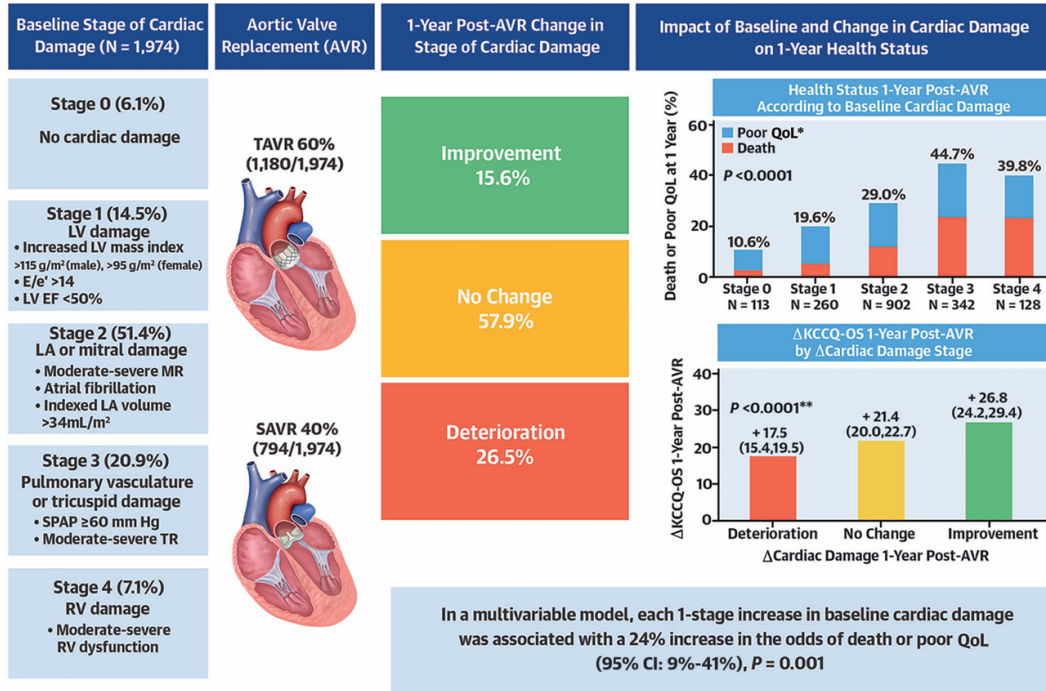 Baseline Stage of Cardiac
Damage (N = 1,974)
Stage 0 (6.1%)
No cardiac damage
Stage 1 (14.5%)
LV damage
• Increased LV mass index
>115 g/m² (male), >95 g/m² (female)
• E/e′ >14
• LV EF <50%
Stage 2 (51.4%)
LA or mitral damage
• Moderate-severe MR
• Atrial fibrillation
• Indexed LA volume
>34mL/m²
Stage 3 (20.9%)
Pulmonary vasculature
or tricuspid damage
• SPAP ≥60 mm Hg
• Moderate-severe TR
Stage 4 (7.1%)
RV damage
• Moderate-severe
RV dysfunction
Aortic Valve
Replacement (AVR)
TAVR 60%
(1,180/1,974)
SAVR 40%
(794/1,974)
1-Year Post-AVR Change in
Stage of Cardiac Damage
Improvement
15.6%
No Change
57.9%
Deterioration
26.5%
Impact of Baseline and Change in Cardiac Damage
on 1-Year Health Status
Health Status 1-Year Post-AVR
According to Baseline Cardiac Damage
Death or Poor QoL at 1 Year (%)
60
40
20
0
Poor QoL*
Death
P <0.0001
10.6%
19.6%
29.0%
44.7%
39.8%
Stage 0 Stage 1 Stage 2 Stage 3 Stage 4
N = 113 N = 260 N = 902 N = 342 N = 128
ΔKCCQ-OS 1-Year Post-AVR
by ΔCardiac Damage Stage
ΔKCCQ-OS 1-Year Post-AVR
40
30
20
10
0
P <0.0001**
+ 17.5
(15.4,19.5)
+ 21.4
(20.0,22.7)
+ 26.8
(24.2,29.4)
Deterioration No Change Improvement
ΔCardiac Damage 1-Year Post-AVR
In a multivariable model, each 1-stage increase in baseline cardiac damage
was associated with a 24% increase in the odds of death or poor QoL
(95% CI: 9%-41%), P = 0.001